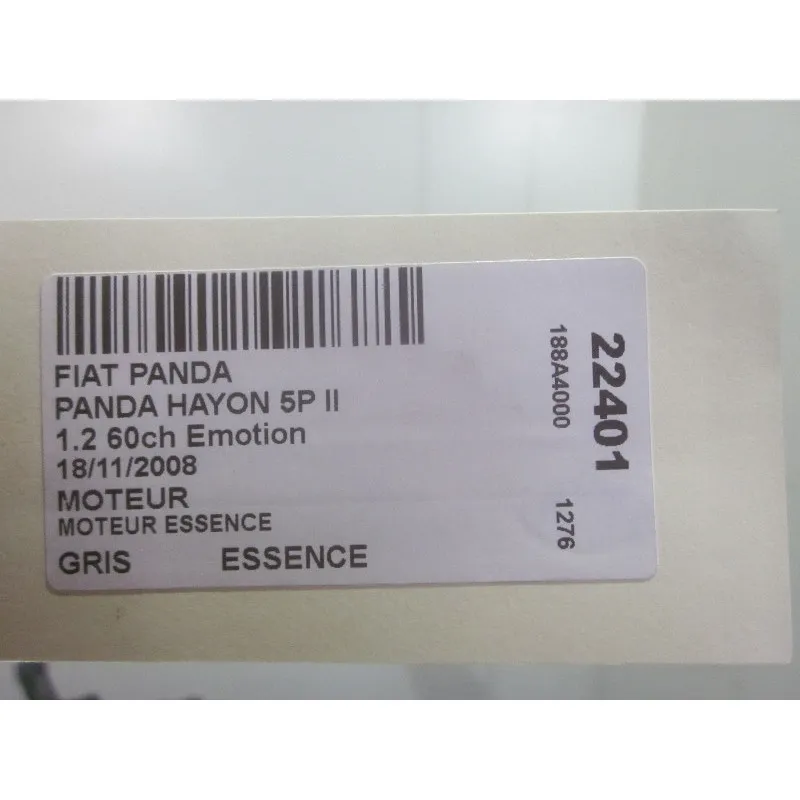 FIAT PANDA
PANDA HAYON 5P II
1.2 60ch Emotion
18/11/2008
MOTEUR
MOTEUR ESSENCE
GRIS ESSENCE
22401
188A4000 1276